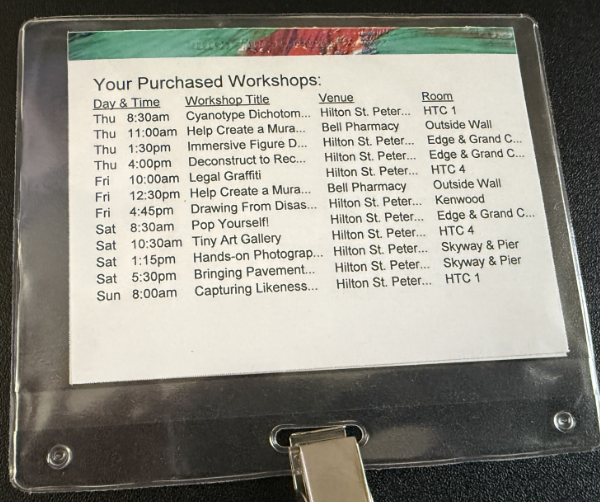 Your Purchased Workshops:
Day & Time Workshop Title Venue Room
Thu 8:30am Cyanotype Dichotom... Hilton St. Peter... HTC 1
Thu 11:00am Help Create a Mura... Bell Pharmacy Outside Wall
Thu 1:30pm Immersive Figure D... Hilton St. Peter... Edge & Grand C...
Thu 4:00pm Deconstruct to Rec... Hilton St. Peter... Edge & Grand C...
Fri 10:00am Legal Graffiti Hilton St. Peter... HTC 4
Fri 12:30pm Help Create a Mura... Bell Pharmacy Outside Wall
Fri 4:45pm Drawing From Disas... Hilton St. Peter... Kenwood
Sat 8:30am Pop Yourself! Hilton St. Peter... Edge & Grand C...
Sat 10:30am Tiny Art Gallery Hilton St. Peter... HTC 4
Sat 1:15pm Hands-on Photograp... Hilton St. Peter... Skyway & Pier
Sat 5:30pm Bringing Pavement... Hilton St. Peter... Skyway & Pier
Sun 8:00am Capturing Likeness... Hilton St. Peter... HTC 1